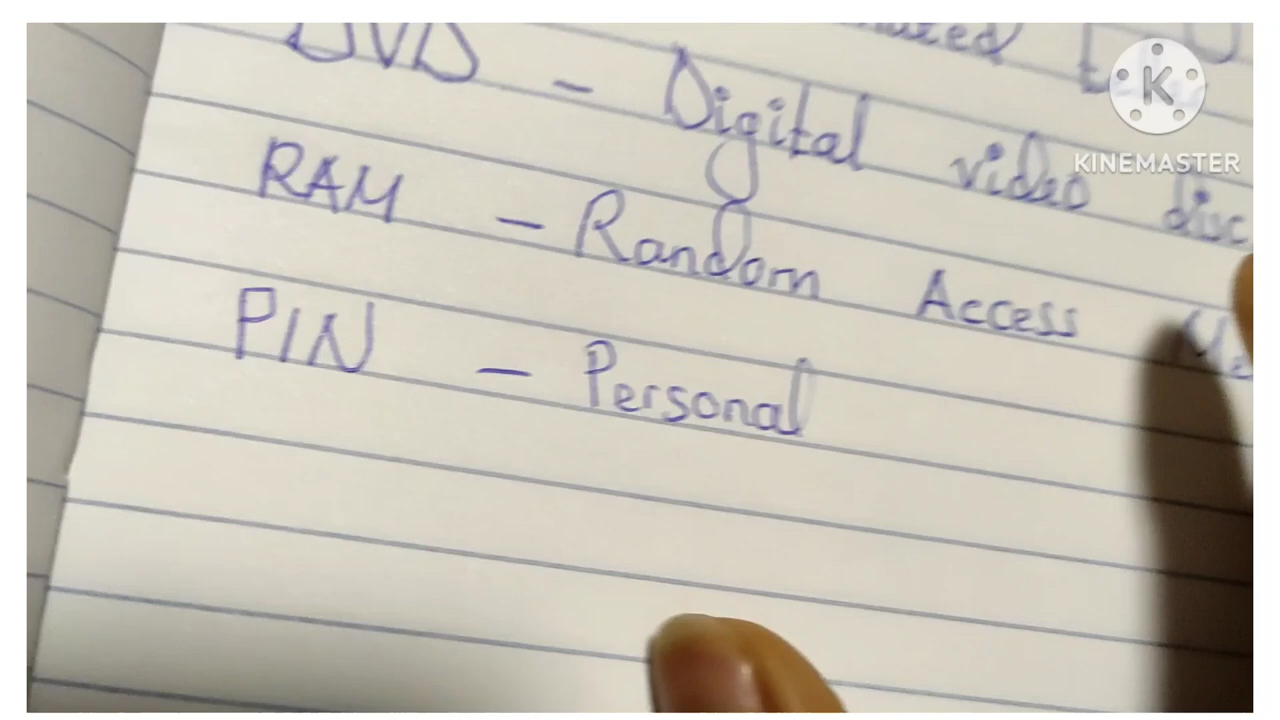 DVD - Digital video disc
KINEMASTER
RAM - Random Access
PIN - Personal